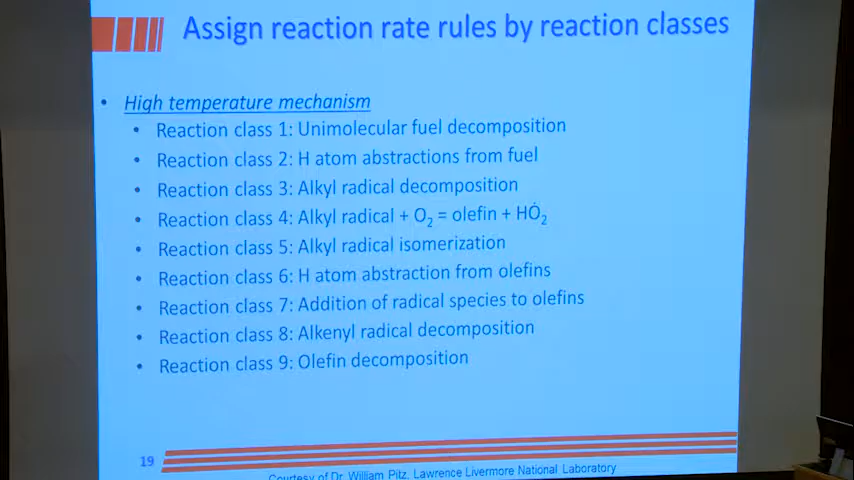 Assign reaction rate rules by reaction classes
• High temperature mechanism
• Reaction class 1: Unimolecular fuel decomposition
• Reaction class 2: H atom abstractions from fuel
• Reaction class 3: Alkyl radical decomposition
• Reaction class 4: Alkyl radical + O₂ = olefin + HȮ₂
• Reaction class 5: Alkyl radical isomerization
• Reaction class 6: H atom abstraction from olefins
• Reaction class 7: Addition of radical species to olefins
• Reaction class 8: Alkenyl radical decomposition
• Reaction class 9: Olefin decomposition
19
Courtesy of Dr. William Pitz, Lawrence Livermore National Laboratory